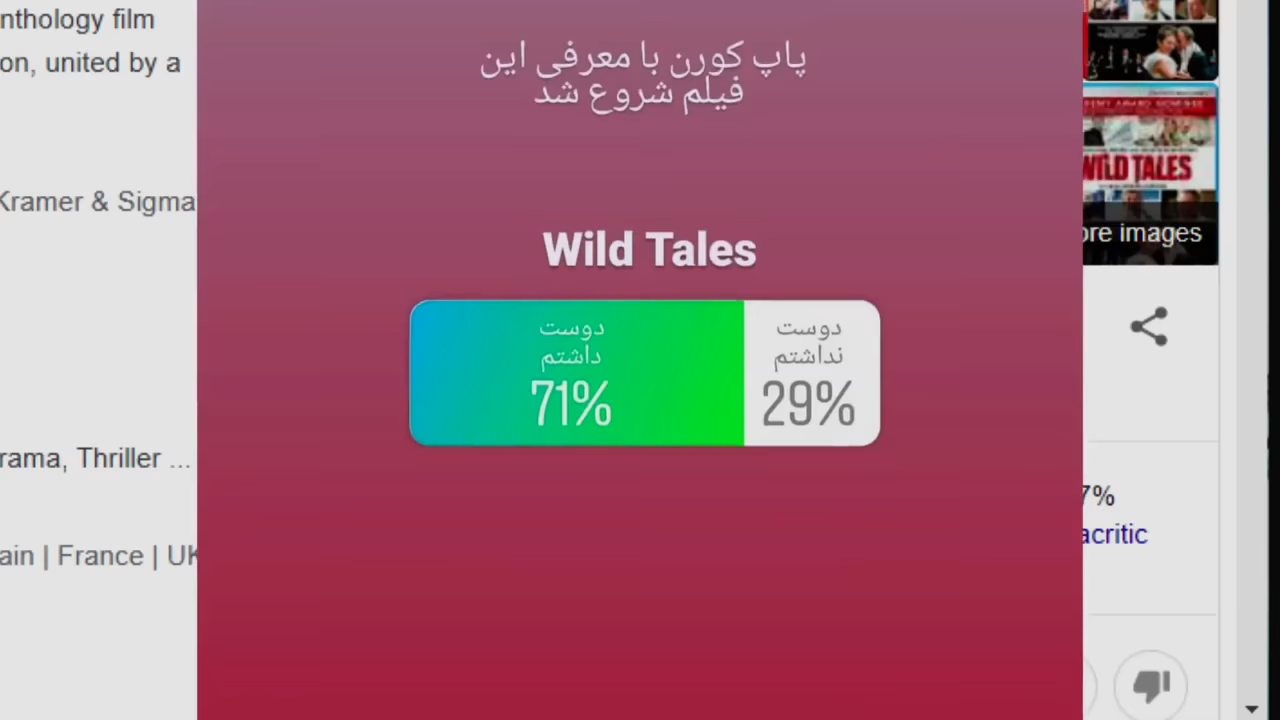 nthology film
on, united by a
Kramer & Sigma
rama, Thriller ...
ain | France | UK
پاپ کورن با معرفی این
فیلم شروع شد
Wild Tales
دوست
داشتم
71%
دوست
نداشتم
29%
WILD TALES
ore images
7%
acritic